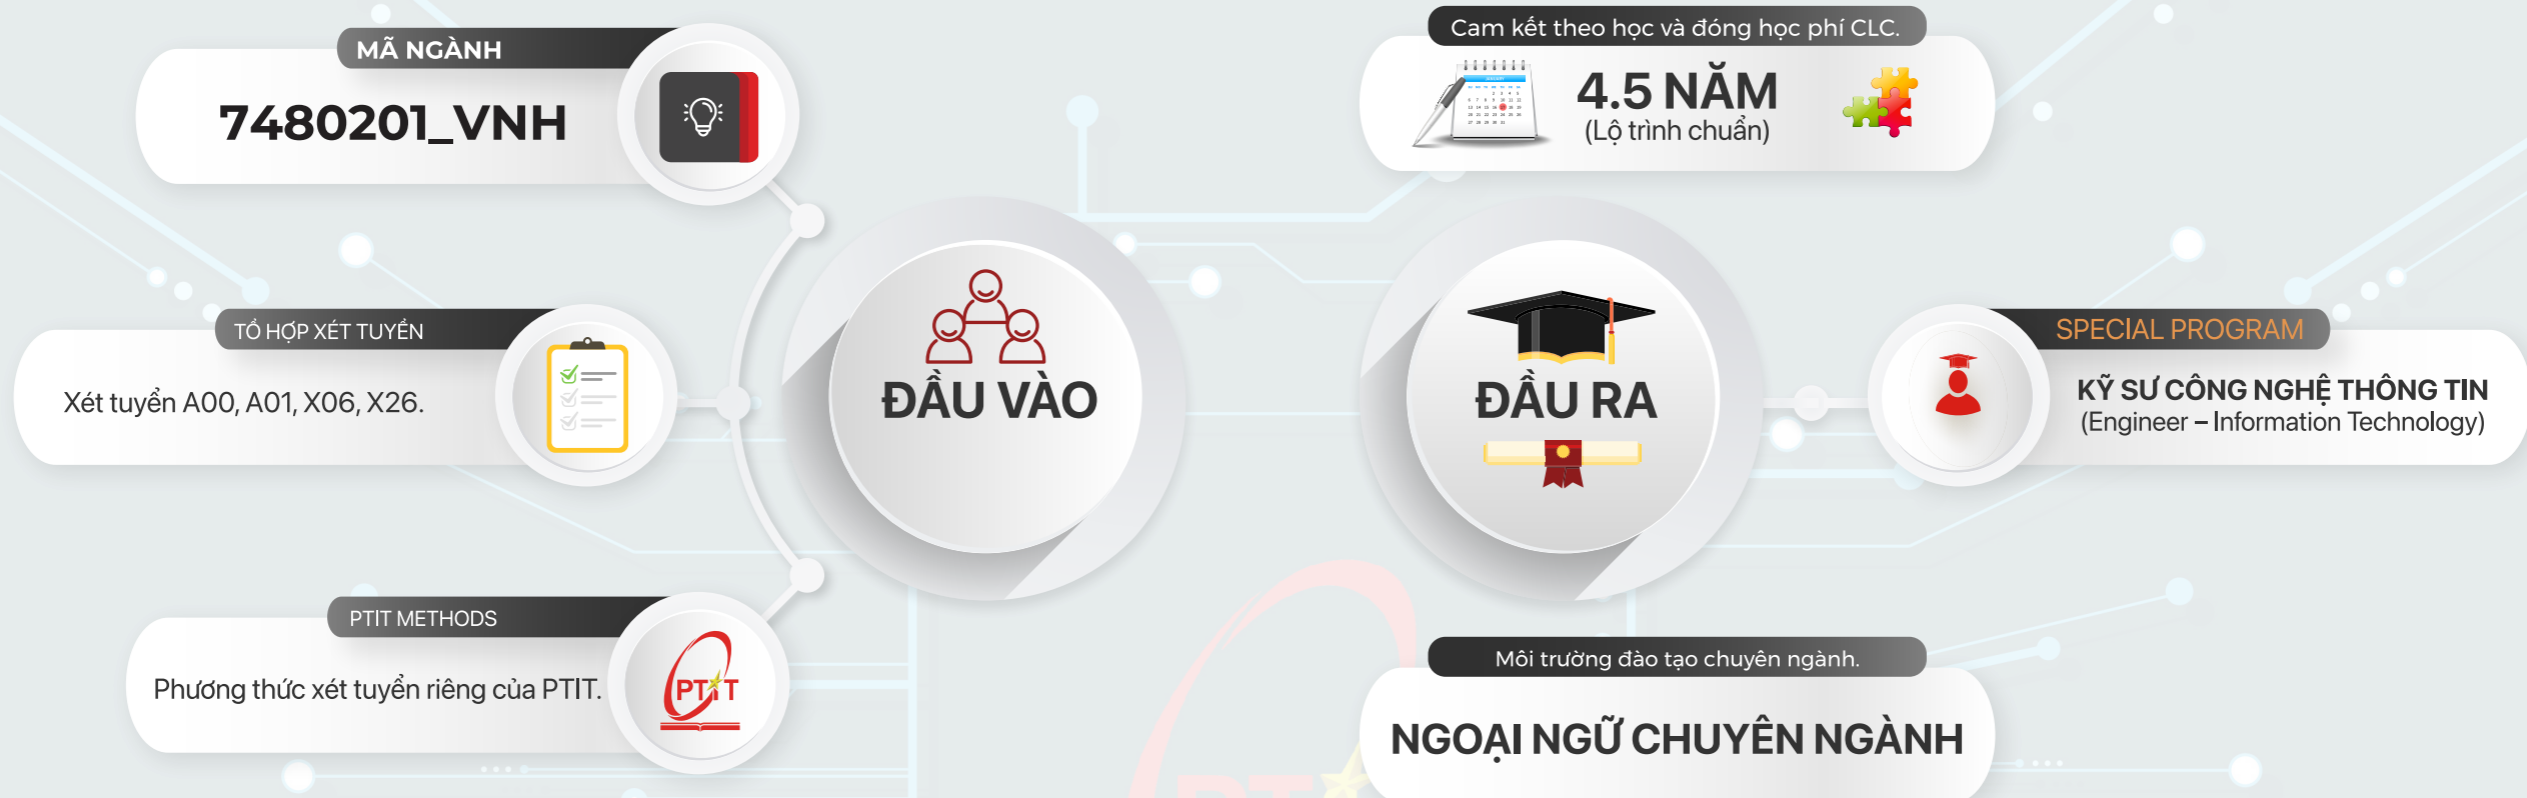 MÃ NGÀNH
7480201_VNH
TỔ HỢP XÉT TUYỂN
Xét tuyển A00, A01, X06, X26.
PTIT METHODS
Phương thức xét tuyển riêng của PTIT.
PTIT
ĐẦU VÀO
Cam kết theo học và đóng học phí CLC.
4.5 NĂM
(Lộ trình chuẩn)
ĐẦU RA
SPECIAL PROGRAM
KỸ SƯ CÔNG NGHỆ THÔNG TIN
(Engineer – Information Technology)
Môi trường đào tạo chuyên ngành.
NGOẠI NGỮ CHUYÊN NGÀNH